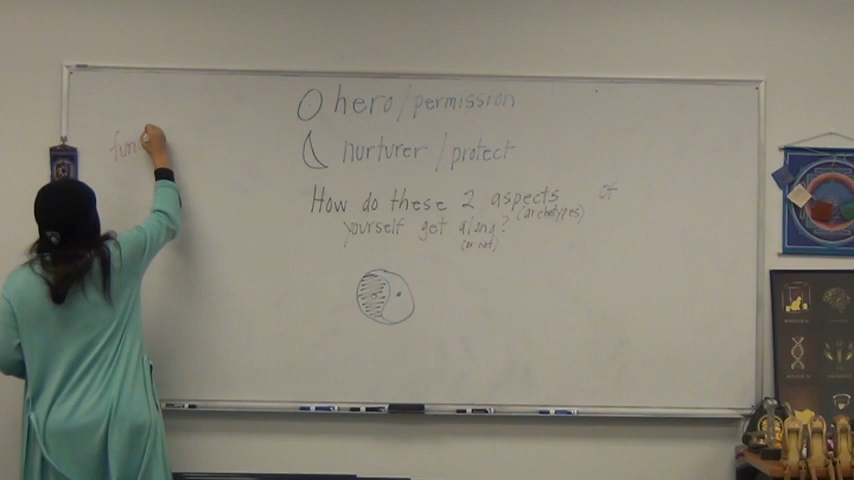 hero/permission
nurturer/protect
How do these 2 aspects of
(archetypes)
yourself get along?
(or not)
fun